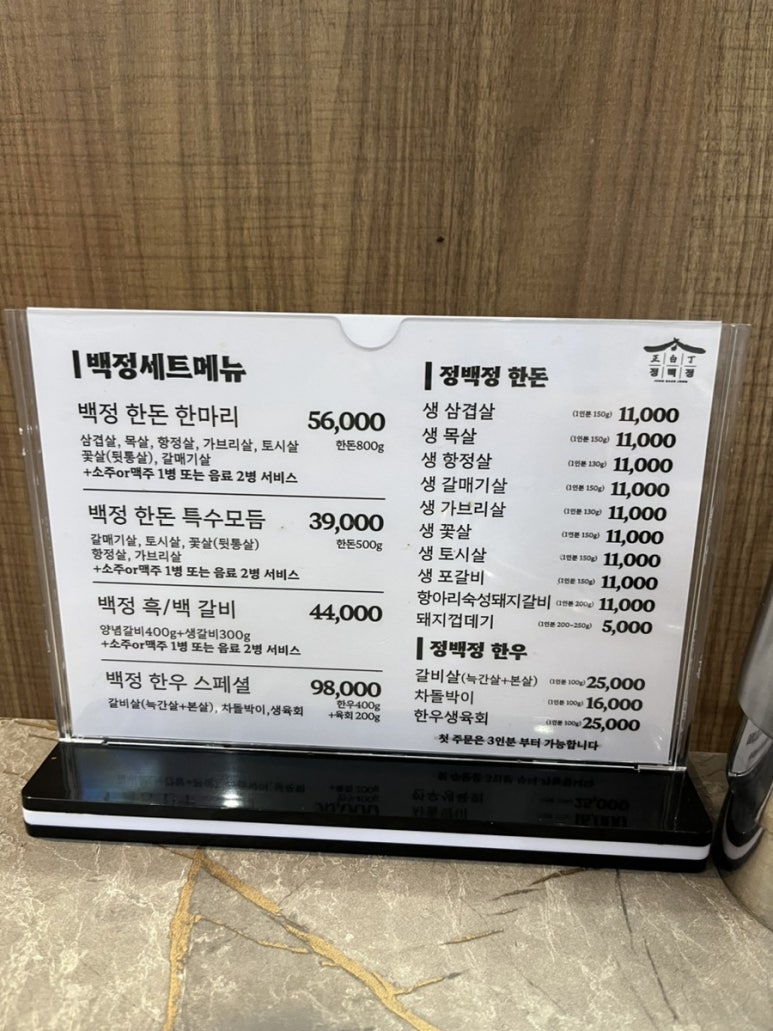 백정세트메뉴
백정 한돈 한마리 56,000
삼겹살, 목살, 항정살, 가브리살, 토시살 한돈800g
꽃살(뒷통살), 갈매기살
+소주or맥주 1병 또는 음료 2병 서비스
백정 한돈 특수모듬 39,000
갈매기살, 토시살, 꽃살(뒷통살) 한돈500g
항정살, 가브리살
+소주or맥주 1병 또는 음료 2병 서비스
백정 흑/백 갈비 44,000
양념갈비400g+생갈비300g
+소주or맥주 1병 또는 음료 2병 서비스
백정 한우 스페셜 98,000
갈비살(늑간살+본살), 차돌박이,생육회 한우400g
+육회 200g
正白丁
정백정
정백정 한돈
생 삼겹살 (1인분 150g) 11,000
생 목살 (1인분 150g) 11,000
생 항정살 (1인분 130g) 11,000
생 갈매기살 (1인분 150g) 11,000
생 가브리살 (1인분 130g) 11,000
생 꽃살 (1인분 150g) 11,000
생 토시살 (1인분 150g) 11,000
생 포갈비 (1인분 150g) 11,000
항아리숙성돼지갈비 (1인분 200g) 11,000
돼지껍데기 (1인분 200~250g) 5,000
정백정 한우
갈비살(늑간살+본살) (1인분 100g) 25,000
차돌박이 (1인분 100g) 16,000
한우생육회 (1인분 100g) 25,000
첫 주문은 3인분 부터 가능합니다